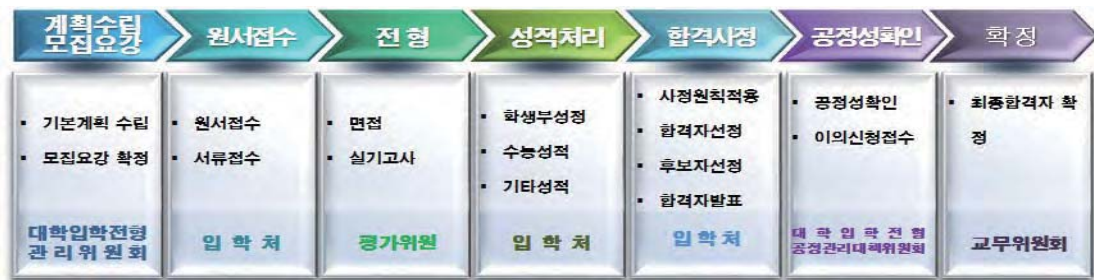 계획수립
모집요강
원서접수
전 형
성적처리
합격사정
공정성확인
확정
▪ 기본계획 수립
▪ 모집요강 확정
대학입학전형
관리위원회
▪ 원서접수
▪ 서류접수
입 학 처
▪ 면접
▪ 실기고사
평가위원
▪ 학생부성정
▪ 수능성적
▪ 기타성적
입 학 처
▪ 사정원칙적용
▪ 합격자선정
▪ 후보자선정
▪ 합격자발표
입 학 처
▪ 공정성확인
▪ 이의신청접수
대 학 입 학 전 형
공정관리대책위원회
▪ 최종합격자 확
정
교무위원회